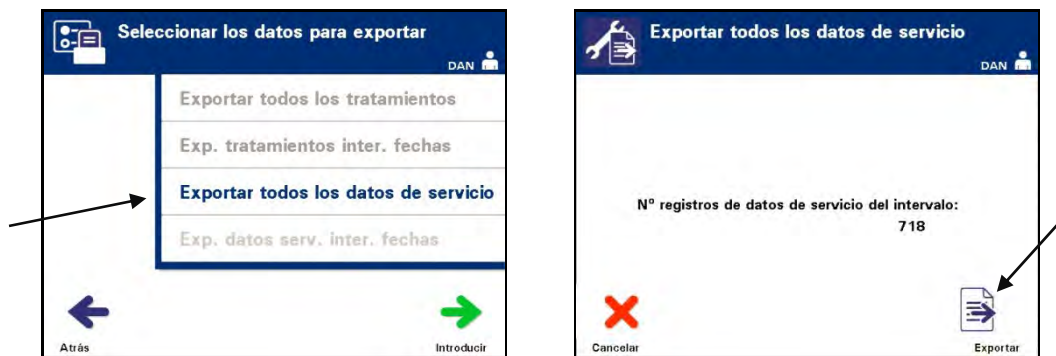 Seleccionar los datos para exportar
DAN
Exportar todos los tratamientos
Exp. tratamientos inter. fechas
Exportar todos los datos de servicio
Exp. datos serv. inter. fechas
Atrás
Introducir
Exportar todos los datos de servicio
DAN
Nº registros de datos de servicio del intervalo:
718
Cancelar
Exportar